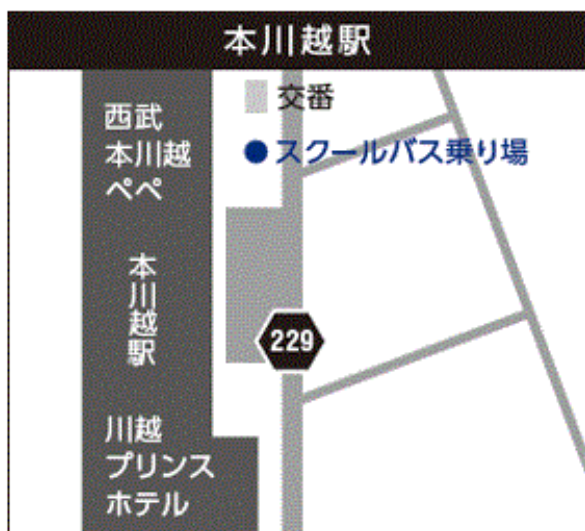 本川越駅
交番
スクールバス乗り場
西武
本川越
ペペ
本川越駅
229
川越
プリンス
ホテル